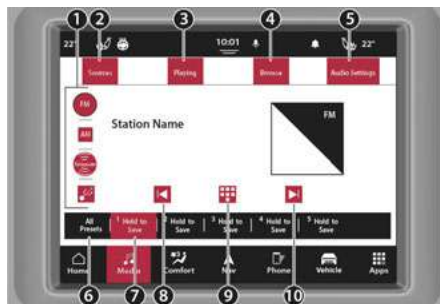 1 2 3 4 5
22° 10:01 22°
Sources Playing Browse Audio Settings
FM
AM
Station Name
FM
All Presets
1 Hold to Save
2 Hold to Save
3 Hold to Save
4 Hold to Save
5 Hold to Save
Home Media Comfort Nav Phone Vehicle Apps
6 7 8 9 10